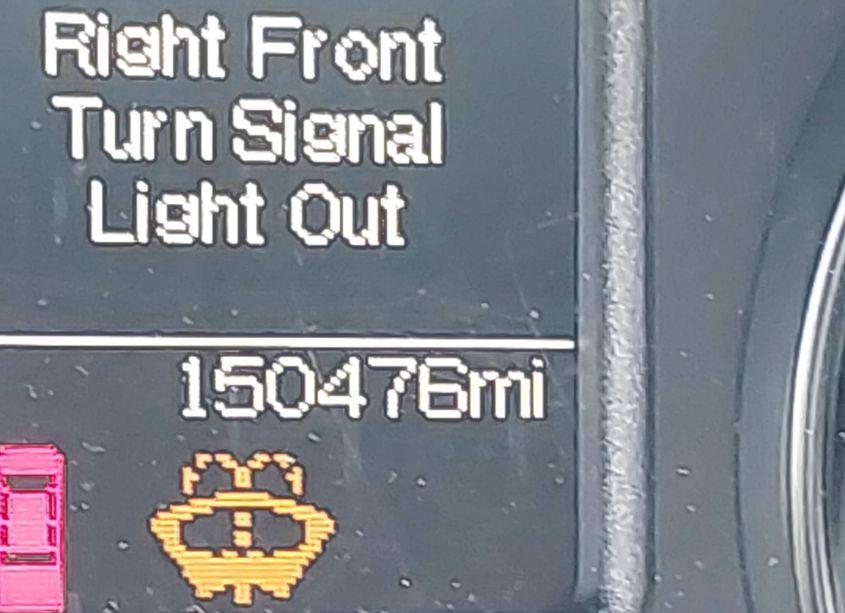 Right Front
Turn Signal
Light Out
150476mi